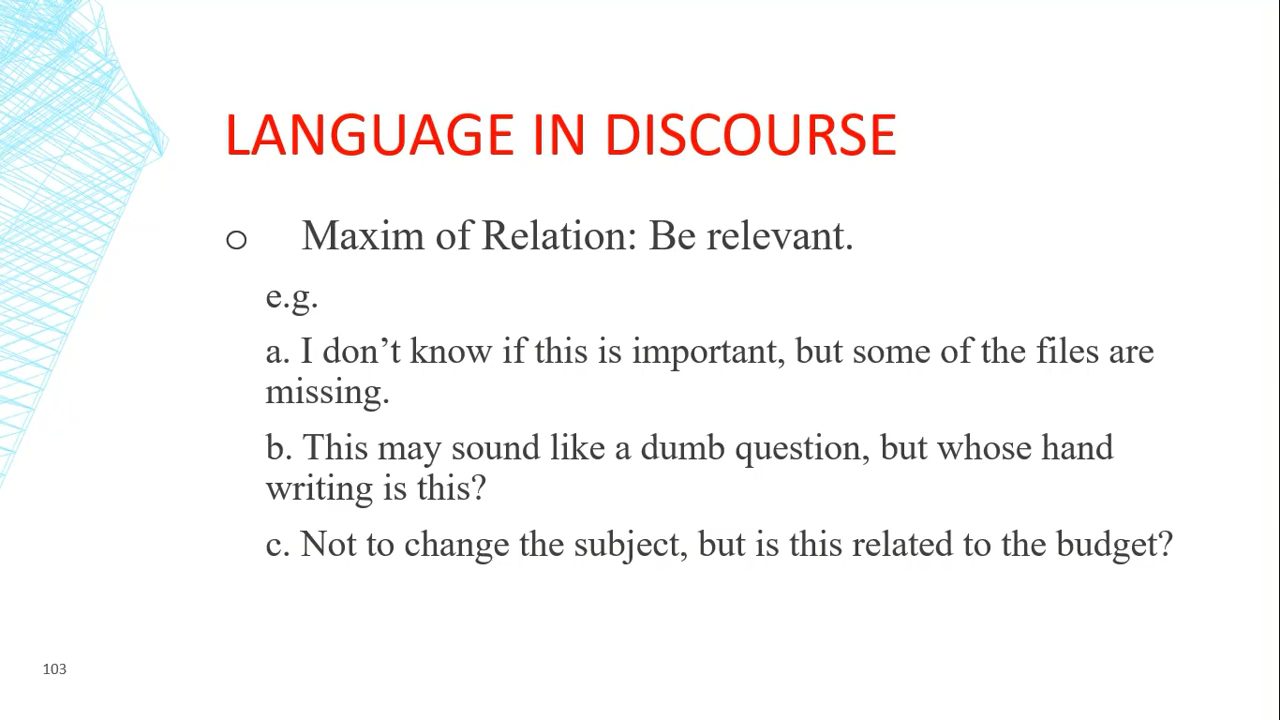 LANGUAGE IN DISCOURSE
o Maxim of Relation: Be relevant.
e.g.
a. I don’t know if this is important, but some of the files are
missing.
b. This may sound like a dumb question, but whose hand
writing is this?
c. Not to change the subject, but is this related to the budget?
103